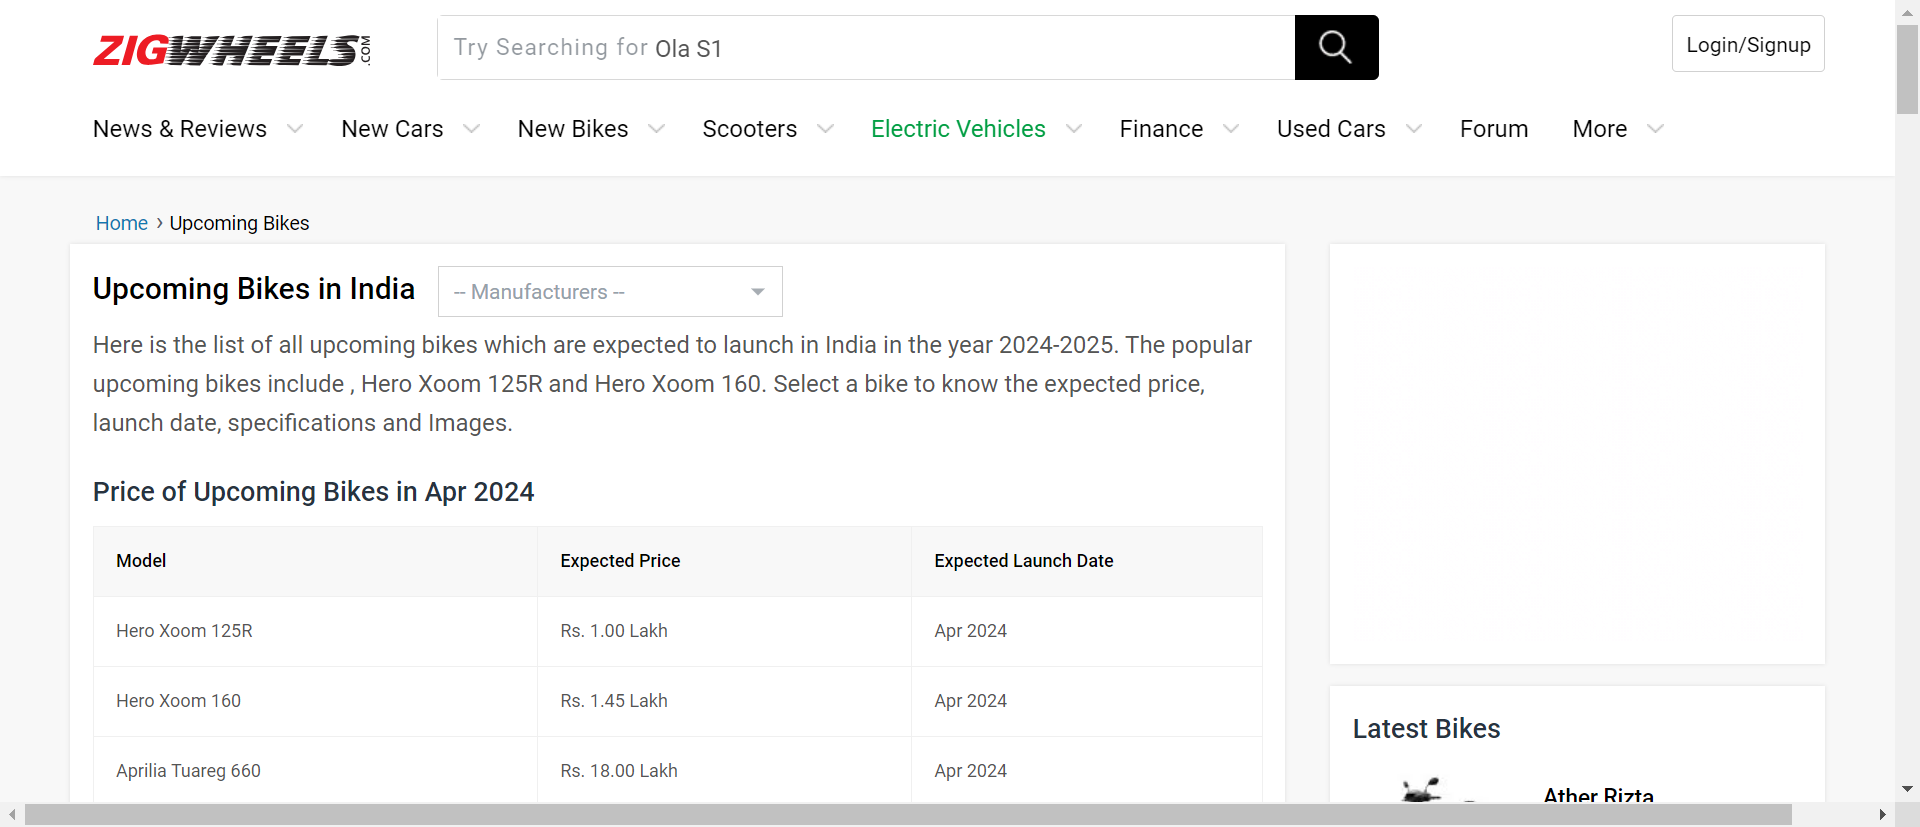 ZIGWHEELS.COM
Try Searching for Ola S1
Login/Signup
News & Reviews New Cars New Bikes Scooters Electric Vehicles Finance Used Cars Forum More
Home › Upcoming Bikes
Upcoming Bikes in India
-- Manufacturers --
Here is the list of all upcoming bikes which are expected to launch in India in the year 2024-2025. The popular
upcoming bikes include , Hero Xoom 125R and Hero Xoom 160. Select a bike to know the expected price,
launch date, specifications and Images.
Price of Upcoming Bikes in Apr 2024
Model Expected Price Expected Launch Date
Hero Xoom 125R Rs. 1.00 Lakh Apr 2024
Hero Xoom 160 Rs. 1.45 Lakh Apr 2024
Aprilia Tuareg 660 Rs. 18.00 Lakh Apr 2024
Latest Bikes
Ather Rizta